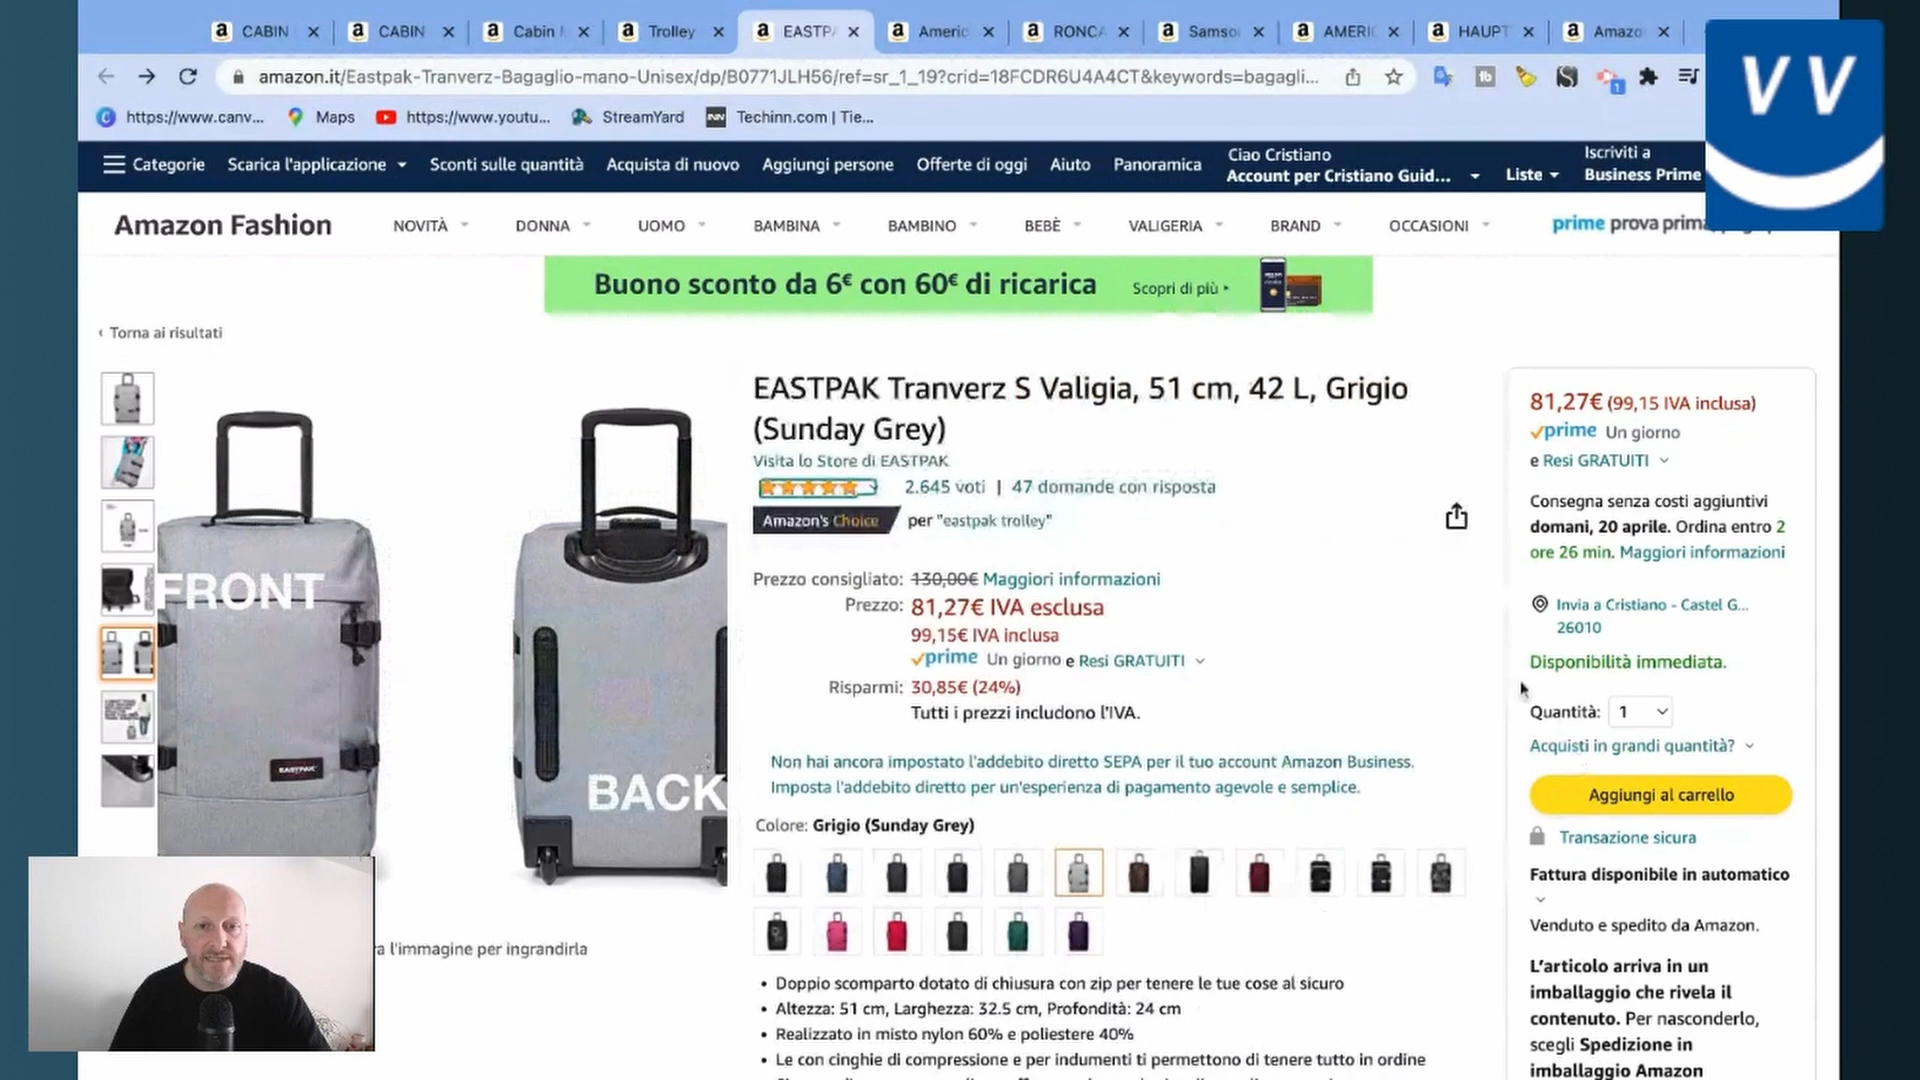 CABIN
CABIN
Cabin
Trolley
EASTPA
Americ
RONCA
Samso
AMERI
HAUPT
Amazo
amazon.it/Eastpak-Tranverz-Bagaglio-mano-Unisex/dp/B0771JLH56/ref=sr_1_19?crid=18FCDR6U4A4CT&keywords=bagagli...
https://www.canv...
Maps
https://www.youtu...
StreamYard
Techinn.com | Tie...
VV
Categorie
Scarica l'applicazione
Sconti sulle quantità
Acquista di nuovo
Aggiungi persone
Offerte di oggi
Aiuto
Panoramica
Ciao Cristiano
Account per Cristiano Guid...
Liste
Iscriviti a
Business Prime
Amazon Fashion
NOVITÀ
DONNA
UOMO
BAMBINA
BAMBINO
BEBÈ
VALIGERIA
BRAND
OCCASIONI
prime prova prim
Buono sconto da 6€ con 60€ di ricarica
Scopri di più
‹ Torna ai risultati
FRONT
BACK
EASTPAK
a l'immagine per ingrandirla
EASTPAK Tranverz S Valigia, 51 cm, 42 L, Grigio
(Sunday Grey)
Visita lo Store di EASTPAK
2.645 voti | 47 domande con risposta
Amazon's Choice per "eastpak trolley"
Prezzo consigliato: 130,00€ Maggiori informazioni
Prezzo: 81,27€ IVA esclusa
99,15€ IVA inclusa
prime Un giorno e Resi GRATUITI
Risparmi: 30,85€ (24%)
Tutti i prezzi includono l'IVA.
Non hai ancora impostato l'addebito diretto SEPA per il tuo account Amazon Business.
Imposta l'addebito diretto per un'esperienza di pagamento agevole e semplice.
Colore: Grigio (Sunday Grey)
• Doppio scomparto dotato di chiusura con zip per tenere le tue cose al sicuro
• Altezza: 51 cm, Larghezza: 32.5 cm, Profondità: 24 cm
• Realizzato in misto nylon 60% e poliestere 40%
• Le con cinghie di compressione e per indumenti ti permettono di tenere tutto in ordine
81,27€ (99,15 IVA inclusa)
prime Un giorno
e Resi GRATUITI
Consegna senza costi aggiuntivi
domani, 20 aprile. Ordina entro 2
ore 26 min. Maggiori informazioni
Invia a Cristiano - Castel G...
26010
Disponibilità immediata.
Quantità: 1
Acquisti in grandi quantità?
Aggiungi al carrello
Transazione sicura
Fattura disponibile in automatico
Venduto e spedito da Amazon.
L'articolo arriva in un
imballaggio che rivela il
contenuto. Per nasconderlo,
scegli Spedizione in
imballaggio Amazon